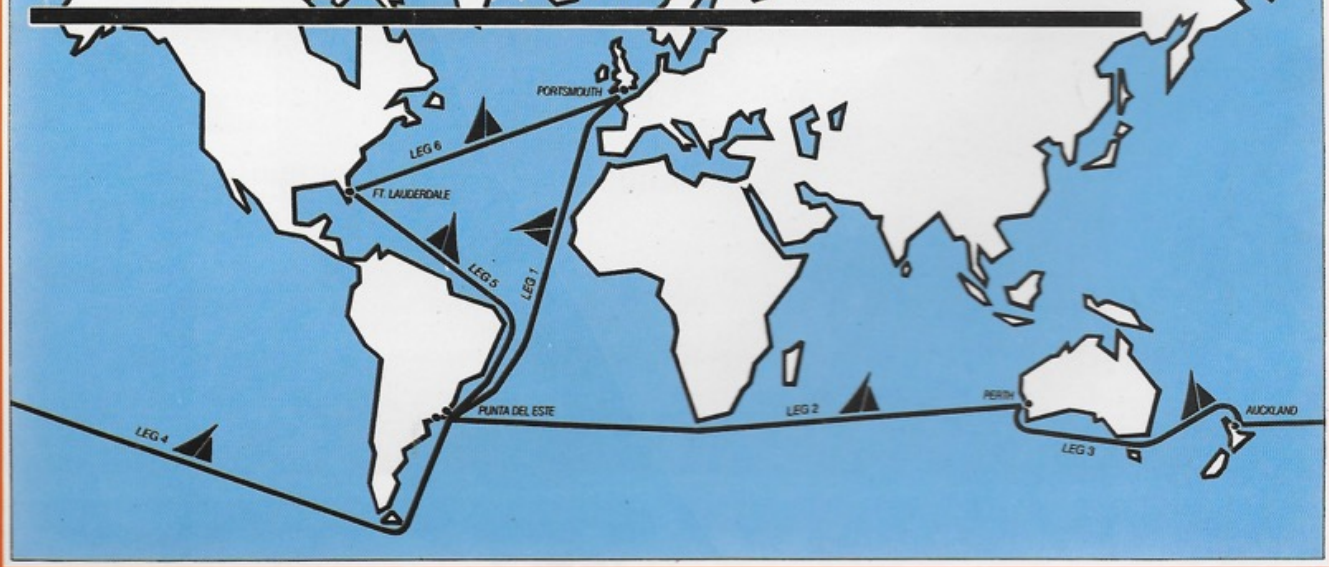 PORTSMOUTH
LEG 6
FT. LAUDERDALE
LEG 5
LEG 1
PUNTA DEL ESTE
LEG 2
PERTH
LEG 3
AUCKLAND
LEG 4